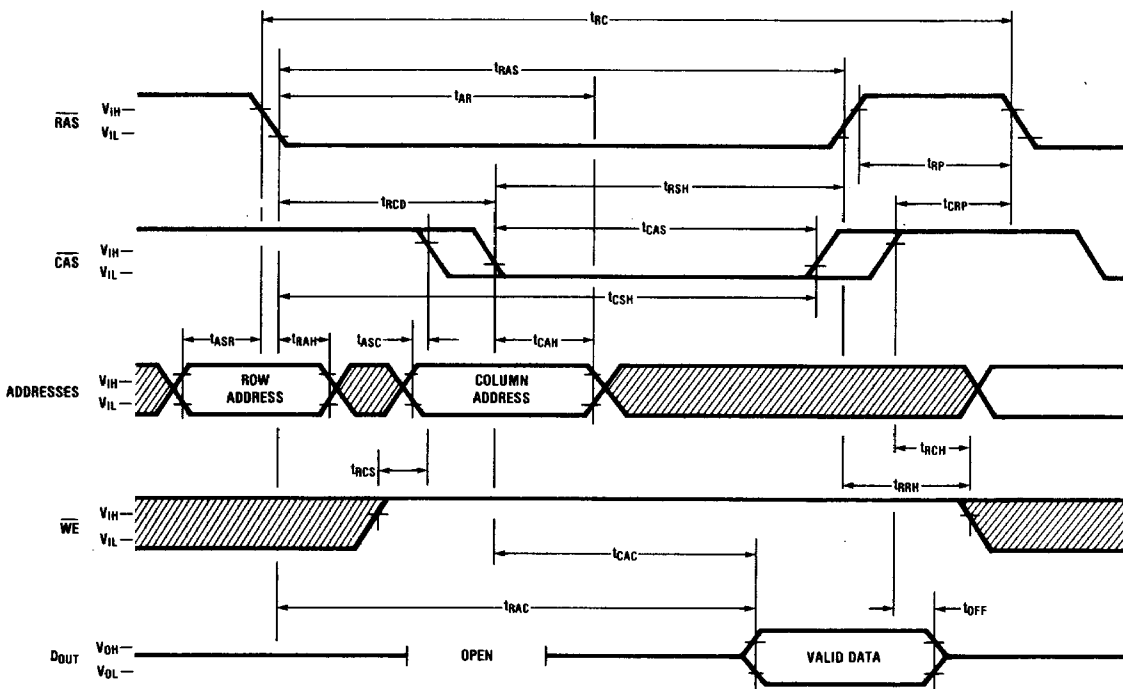 tRC
tRAS
tAR
RAS
VIH
VIL
tRP
tRSH
tRCD
tCRP
tCAS
CAS
VIH
VIL
tCSH
tASR
tRAH
tASC
tCAH
ADDRESSES
VIH
VIL
ROW
ADDRESS
COLUMN
ADDRESS
tRCH
tRCS
tRRH
WE
VIH
VIL
tCAC
tRAC
tOFF
DOUT
VOH
VOL
OPEN
VALID DATA